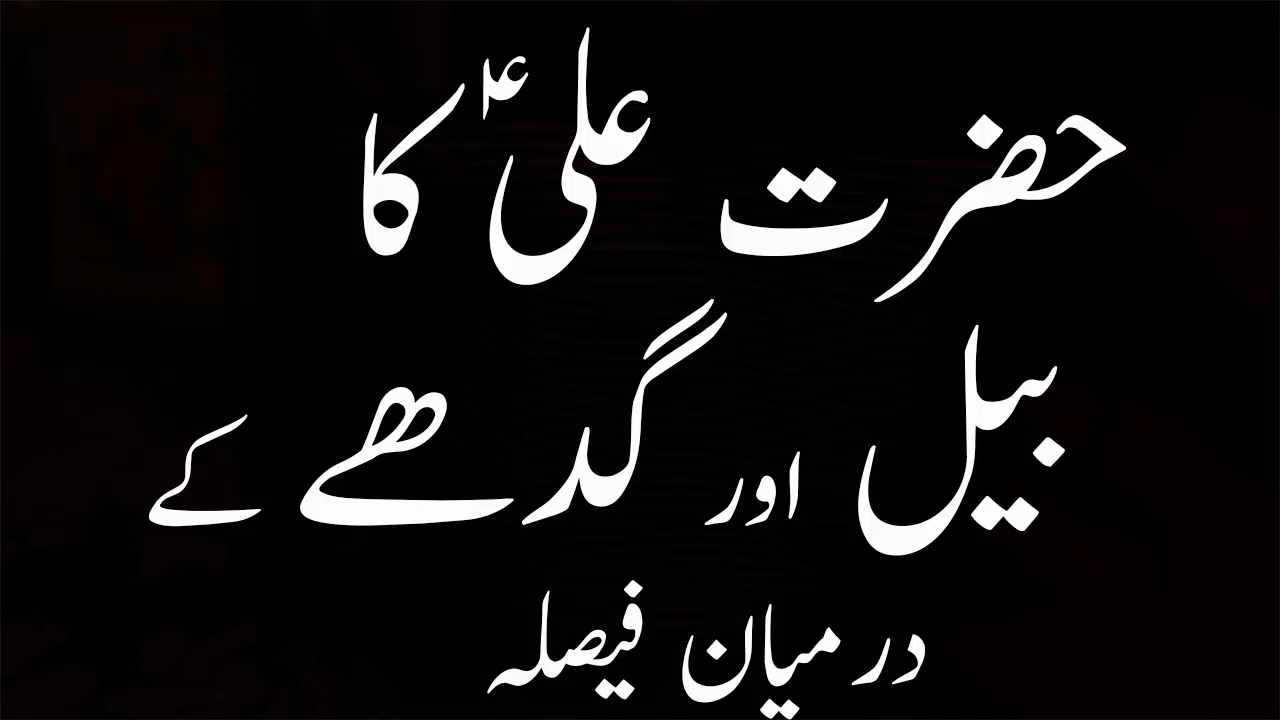 حضرت علیؑ کا
بیل اور گدھے کے
درمیان فیصلہ